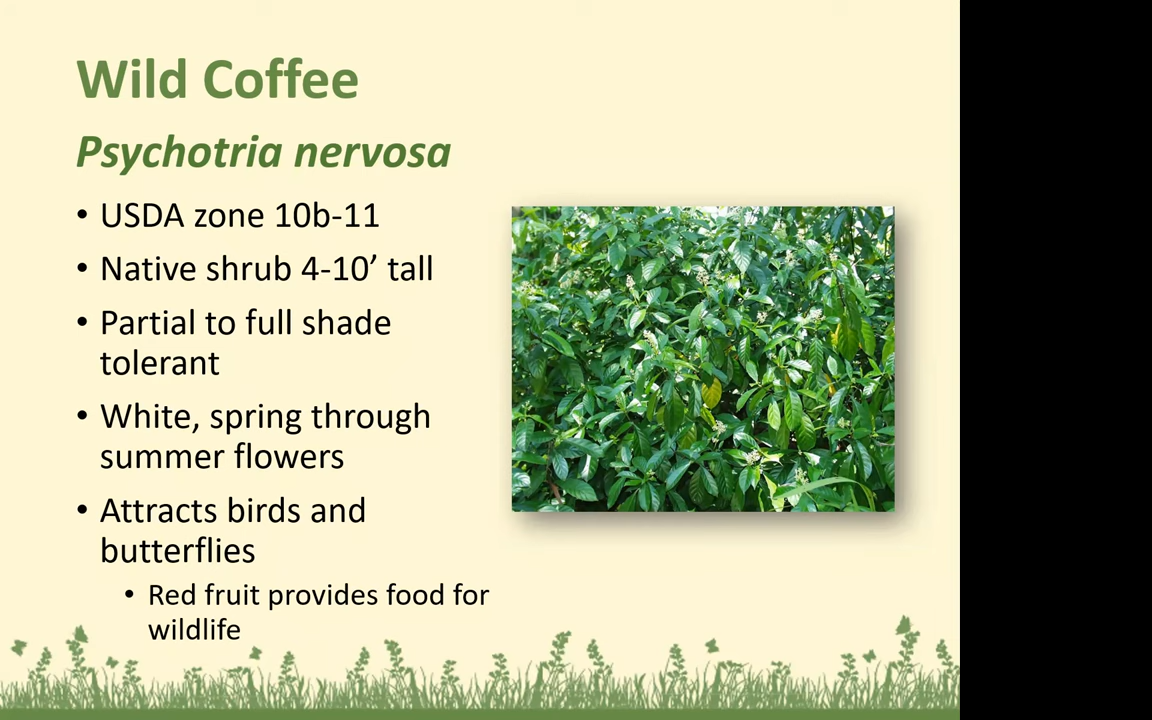 Wild Coffee
Psychotria nervosa
• USDA zone 10b-11
• Native shrub 4-10’ tall
• Partial to full shade
tolerant
• White, spring through
summer flowers
• Attracts birds and
butterflies
• Red fruit provides food for
wildlife